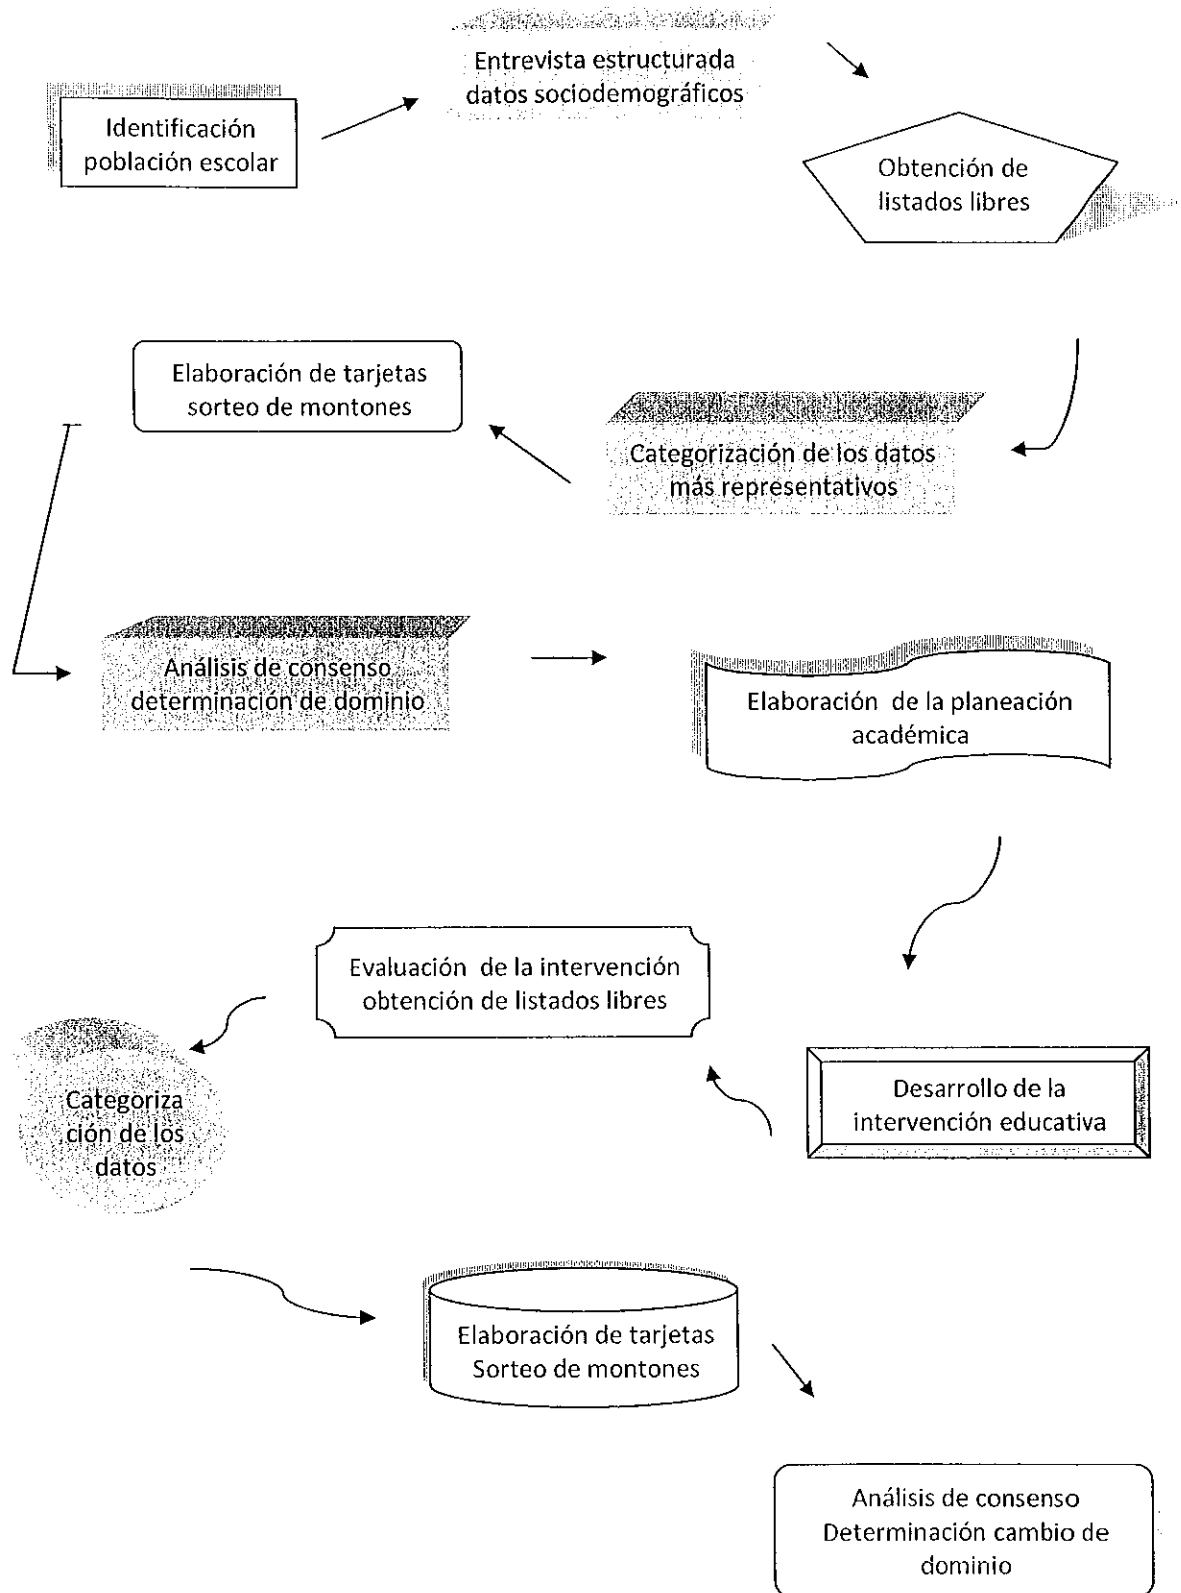 Entrevista estructurada
datos sociodemográficos
Identificación
población escolar
Obtención de
listados libres
Elaboración de tarjetas
sorteo de montones
Categorización de los datos
más representativos
Análisis de consenso
determinación de dominio
Elaboración de la planeación
académica
Evaluación de la intervención
obtención de listados libres
Desarrollo de la
intervención educativa
Categoriza
ción de los
datos
Elaboración de tarjetas
Sorteo de montones
Análisis de consenso
Determinación cambio de
dominio